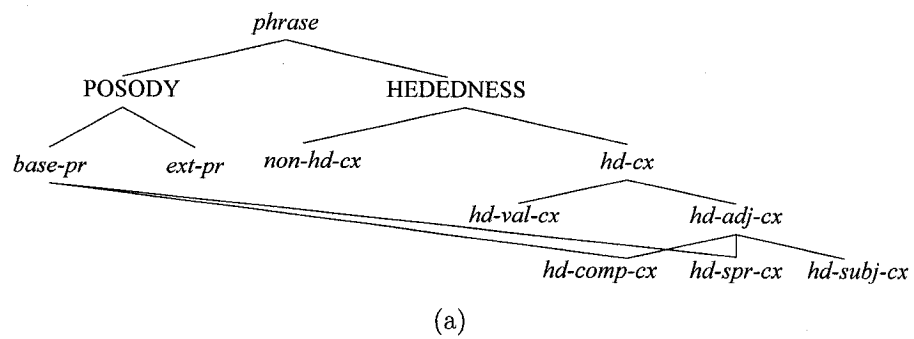 phrase
POSODY HEDEDNESS
base-pr ext-pr non-hd-cx hd-cx
hd-val-cx hd-adj-cx
hd-comp-cx hd-spr-cx hd-subj-cx
(a)